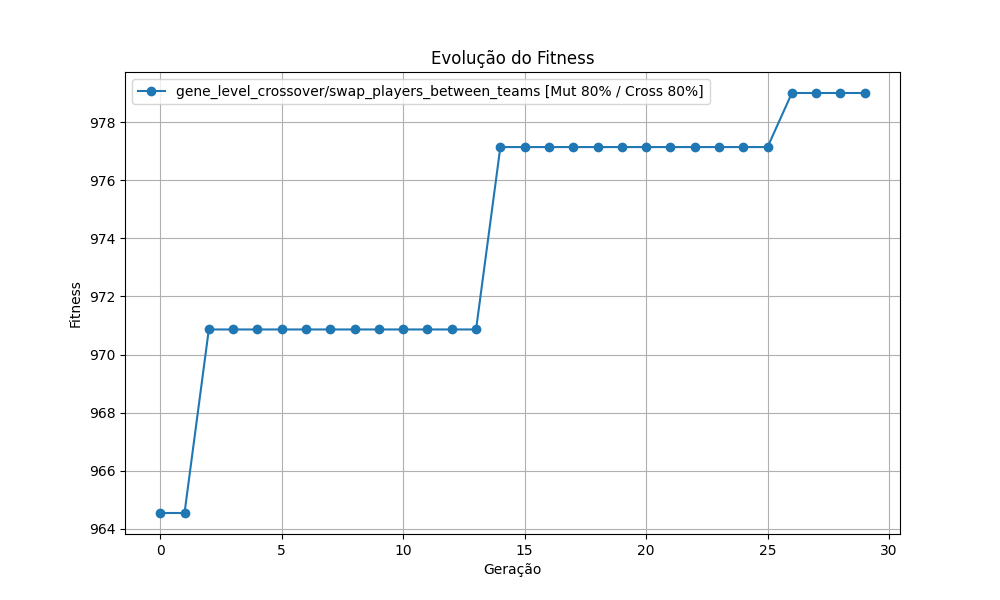 Evolução do Fitness
gene_level_crossover/swap_players_between_teams [Mut 80% / Cross 80%]
978
976
974
972
970
968
966
964
Fitness
0 5 10 15 20 25 30
Geração